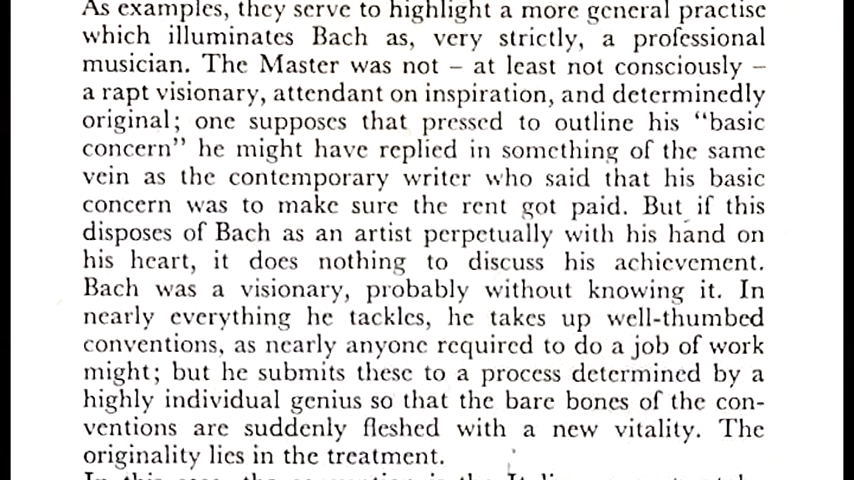 As examples, they serve to highlight a more general practise
which illuminates Bach as, very strictly, a professional
musician. The Master was not – at least not consciously –
a rapt visionary, attendant on inspiration, and determinedly
original; one supposes that pressed to outline his "basic
concern" he might have replied in something of the same
vein as the contemporary writer who said that his basic
concern was to make sure the rent got paid. But if this
disposes of Bach as an artist perpetually with his hand on
his heart, it does nothing to discuss his achievement.
Bach was a visionary, probably without knowing it. In
nearly everything he tackles, he takes up well-thumbed
conventions, as nearly anyone required to do a job of work
might; but he submits these to a process determined by a
highly individual genius so that the bare bones of the con-
ventions are suddenly fleshed with a new vitality. The
originality lies in the treatment.